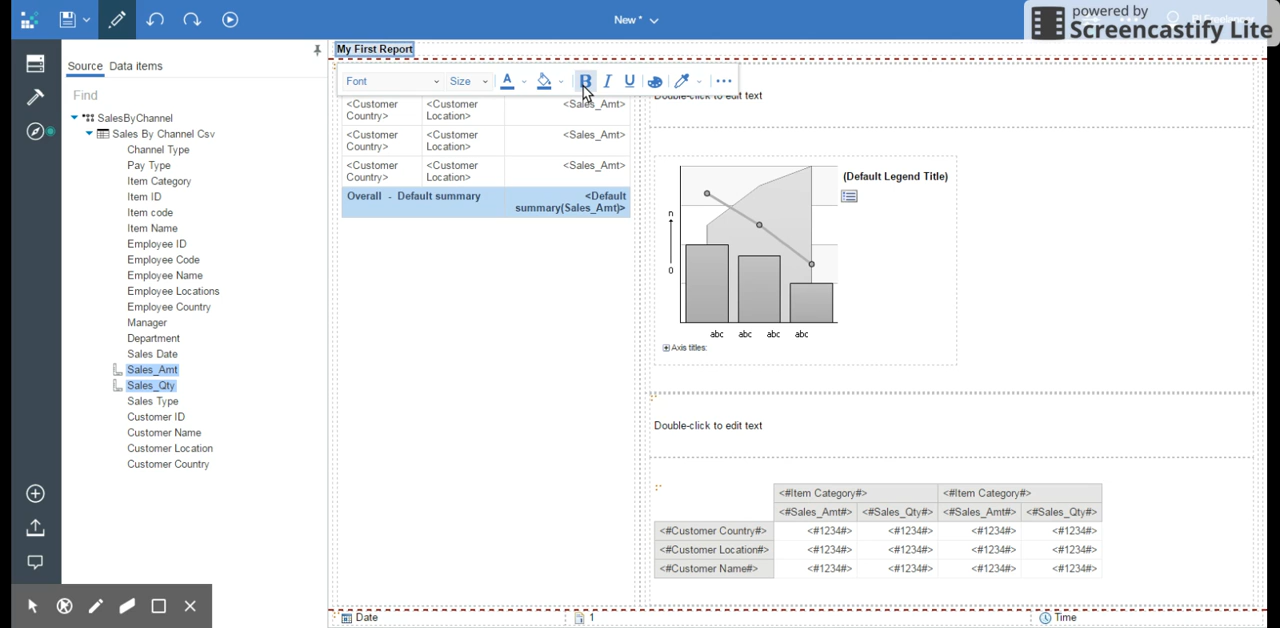 New *
powered by
Screencastify Lite
Source Data items
Find
SalesByChannel
Sales By Channel Csv
Channel Type
Pay Type
Item Category
Item ID
Item code
Item Name
Employee ID
Employee Code
Employee Name
Employee Locations
Employee Country
Manager
Department
Sales Date
Sales_Amt
Sales_Qty
Sales Type
Customer ID
Customer Name
Customer Location
Customer Country
My First Report
Font Size A B I U
Double-click to edit text
<Customer Country> <Customer Location> <Sales_Amt>
<Customer Country> <Customer Location> <Sales_Amt>
<Customer Country> <Customer Location> <Sales_Amt>
Overall - Default summary <Default summary(Sales_Amt)>
(Default Legend Title)
n
0
abc abc abc abc
Axis titles:
Double-click to edit text
<#Item Category#> <#Item Category#>
<#Sales_Amt#> <#Sales_Qty#> <#Sales_Amt#> <#Sales_Qty#>
<#Customer Country#> <#1234#> <#1234#> <#1234#> <#1234#>
<#Customer Location#> <#1234#> <#1234#> <#1234#> <#1234#>
<#Customer Name#> <#1234#> <#1234#> <#1234#> <#1234#>
Date 1 Time